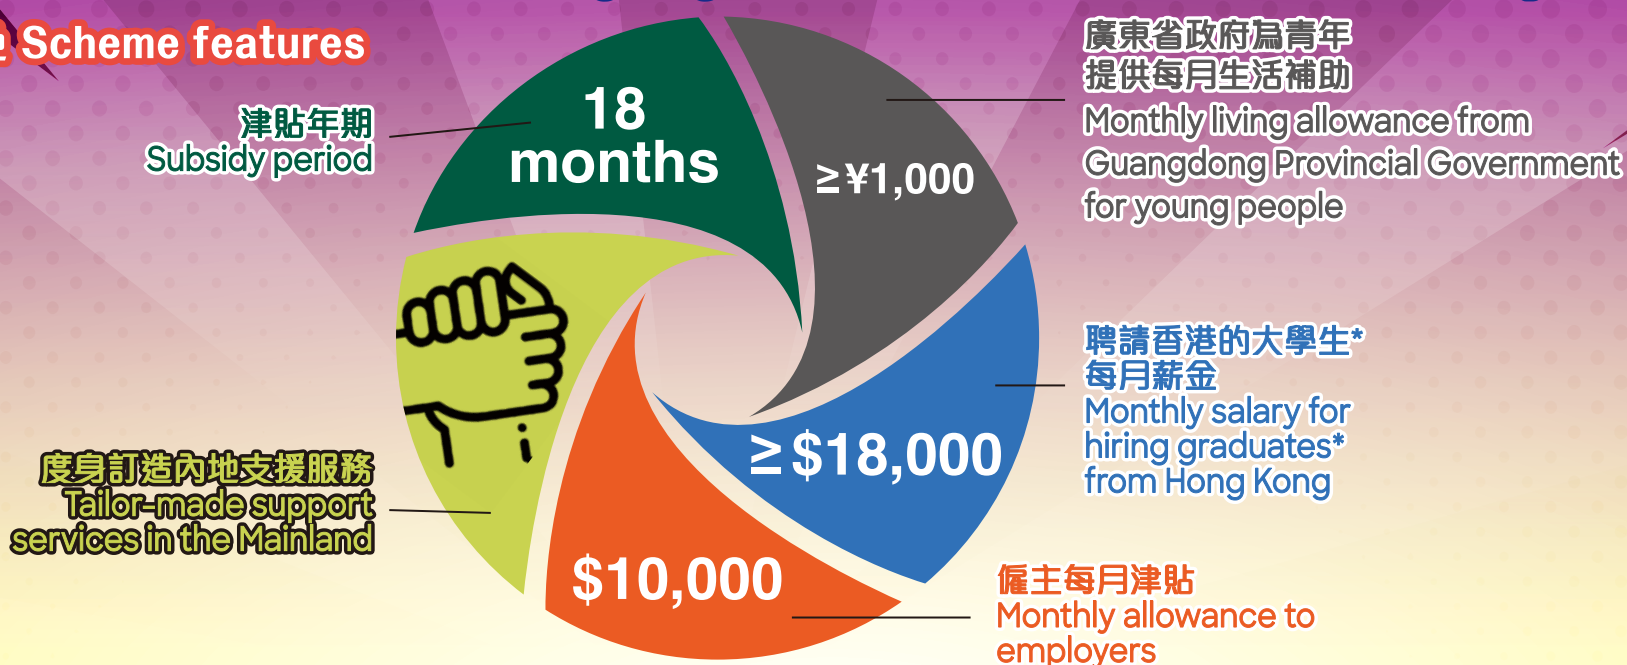 Scheme features
18
months
津貼年期
Subsidy period
≥¥1,000
廣東省政府為青年
提供每月生活補助
Monthly living allowance from
Guangdong Provincial Government
for young people
≥$18,000
聘請香港的大學生*
每月薪金
Monthly salary for
hiring graduates*
from Hong Kong
$10,000
僱主每月津貼
Monthly allowance to
employers
度身訂造內地支援服務
Tailor-made support
services in the Mainland